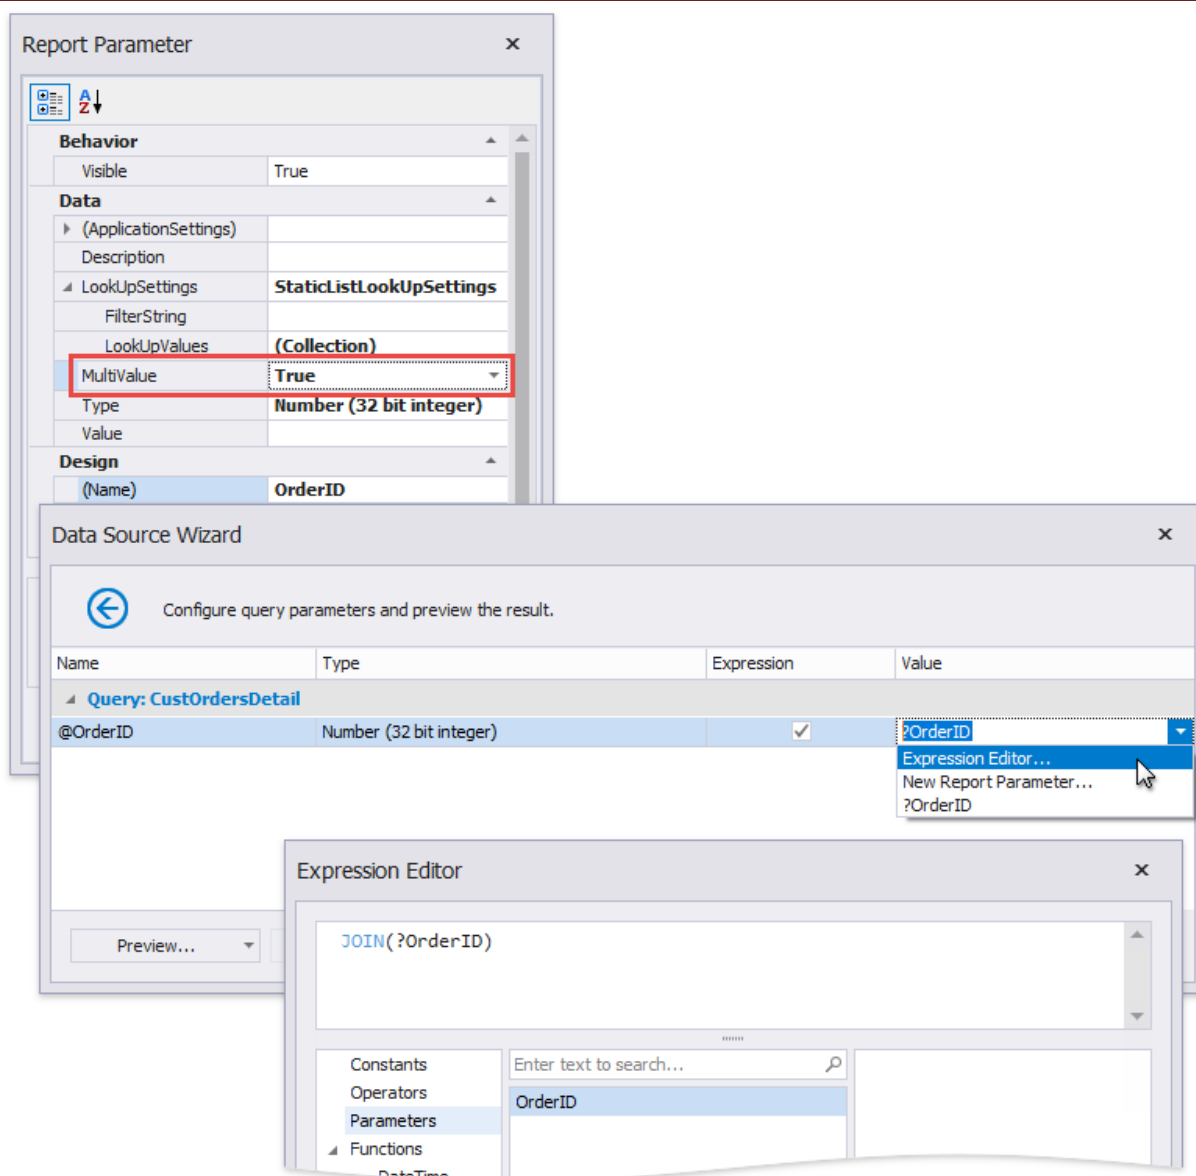 Report Parameter
Behavior
Visible True
Data
(ApplicationSettings)
Description
LookUpSettings StaticListLookUpSettings
FilterString
LookUpValues (Collection)
MultiValue True
Type Number (32 bit integer)
Value
Design
(Name) OrderID
Data Source Wizard
Configure query parameters and preview the result.
Name Type Expression Value
Query: CustOrdersDetail
@OrderID Number (32 bit integer) ?OrderID
Expression Editor...
New Report Parameter...
?OrderID
Expression Editor
JOIN(?OrderID)
Preview...
Constants Enter text to search...
Operators OrderID
Parameters
Functions
DateTime